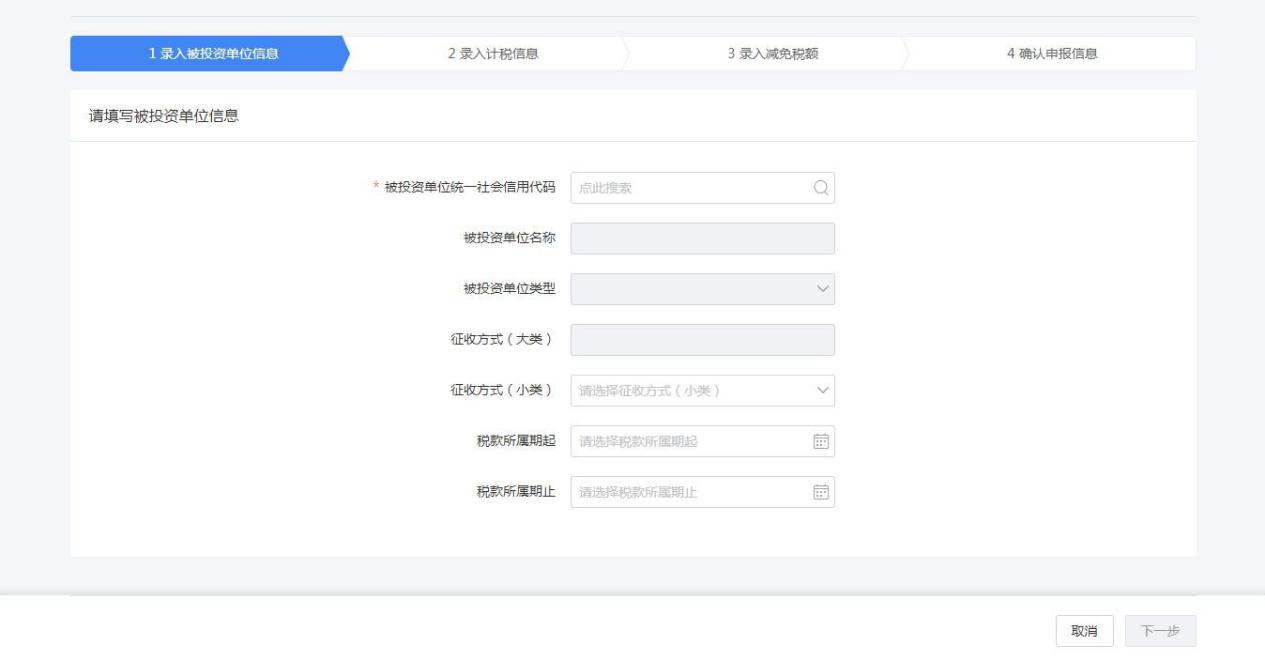 1 录入被投资单位信息
2 录入计税信息
3 录入减免税额
4 确认申报信息
请填写被投资单位信息
* 被投资单位统一社会信用代码 点此搜索
被投资单位名称
被投资单位类型
征收方式（大类）
征收方式（小类） 请选择征收方式（小类）
税款所属期起 请选择税款所属期起
税款所属期止 请选择税款所属期止
取消 下一步